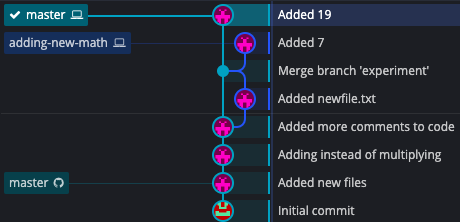 master Added 19
adding-new-math Added 7
Merge branch 'experiment'
Added newfile.txt
Added more comments to code
Adding instead of multiplying
master Added new files
Initial commit